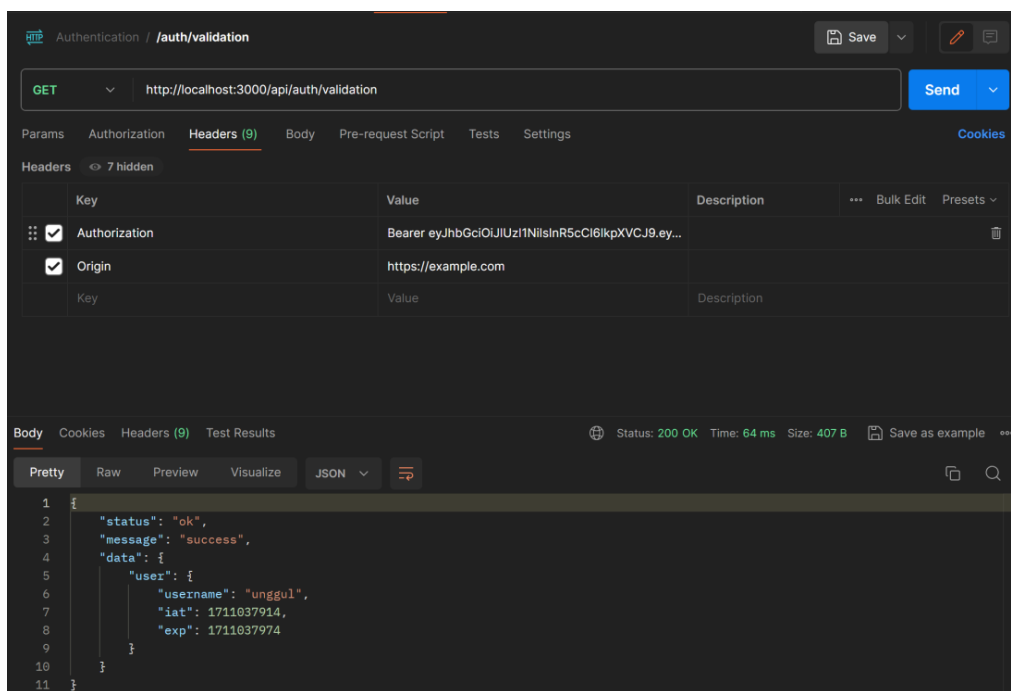 HTTP Authentication / /auth/validation Save
GET http://localhost:3000/api/auth/validation Send
Params Authorization Headers (9) Body Pre-request Script Tests Settings Cookies
Headers 7 hidden
Key Value Description Bulk Edit Presets
Authorization Bearer eyJhbGciOiJIUzI1NiIsInR5cCI6IkpXVCJ9.ey...
Origin https://example.com
Key Value Description
Body Cookies Headers (9) Test Results Status: 200 OK Time: 64 ms Size: 407 B Save as example
Pretty Raw Preview Visualize JSON
1 {
2 "status": "ok",
3 "message": "success",
4 "data": {
5 "user": {
6 "username": "unggul",
7 "iat": 1711037914,
8 "exp": 1711037974
9 }
10 }
11 }